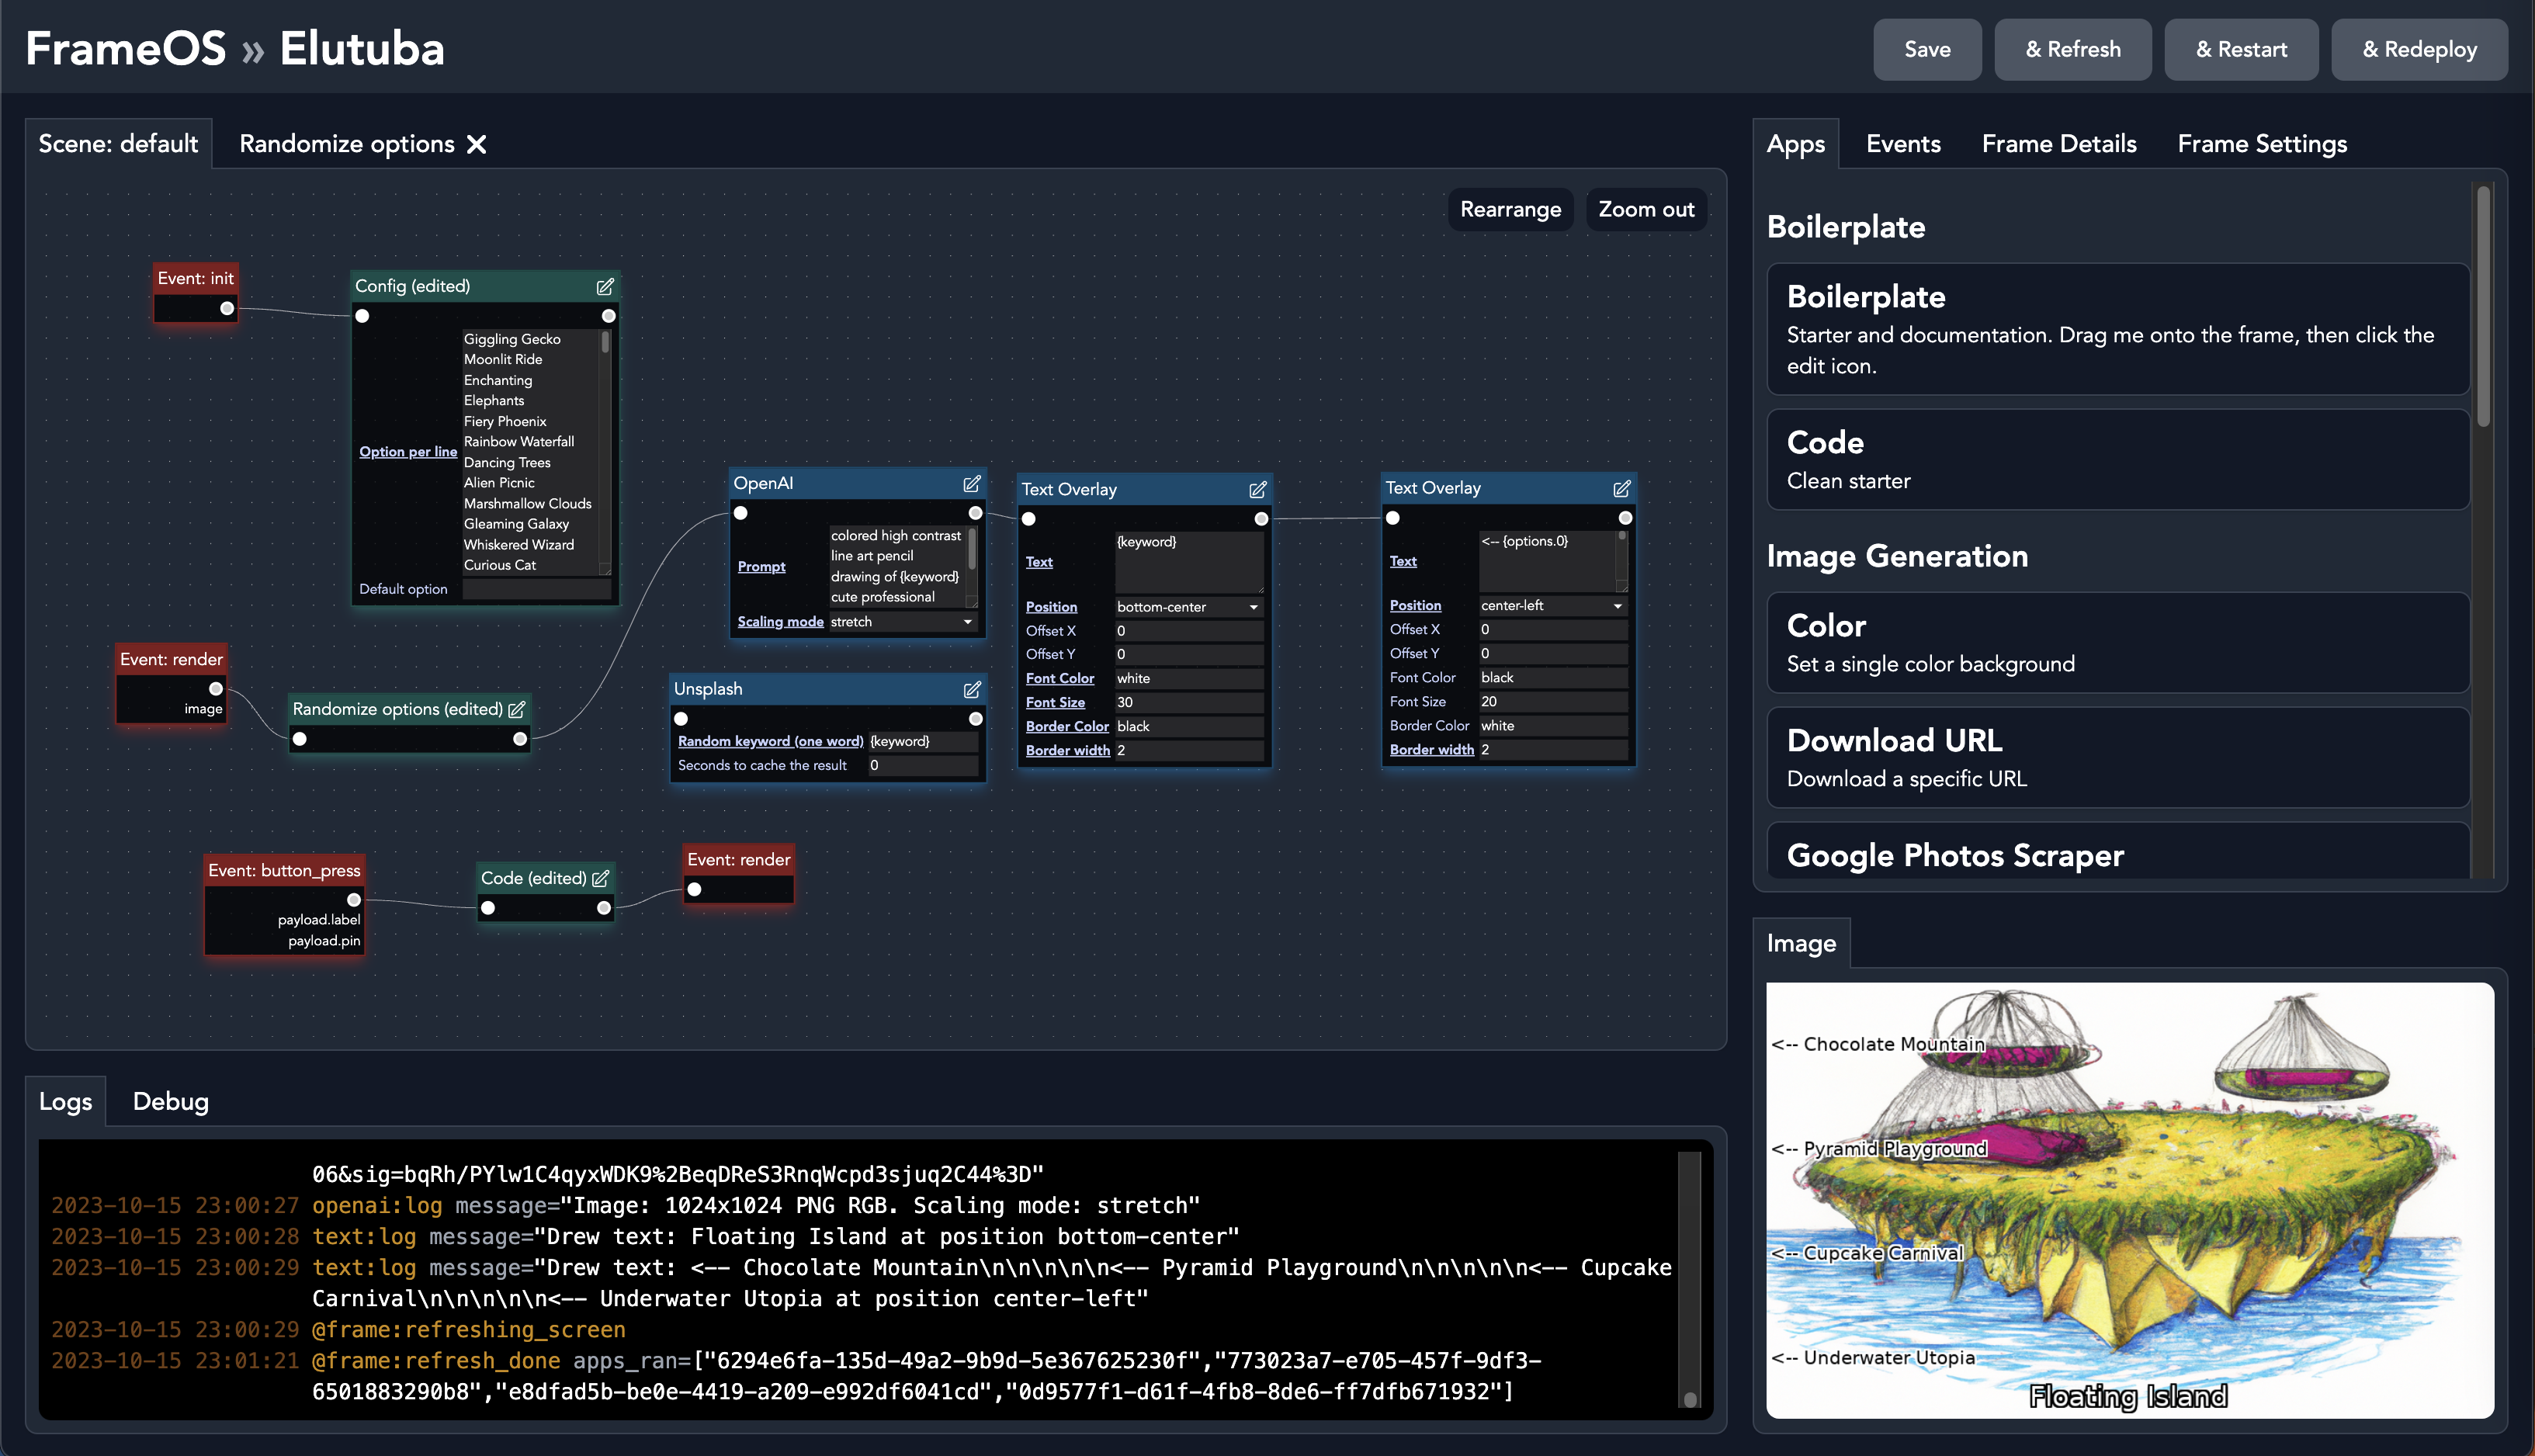 FrameOS » Elutuba
Save
& Refresh
& Restart
& Redeploy
Scene: default
Randomize options
Rearrange
Zoom out
Event: init
Config (edited)
Option per line
Giggling Gecko
Moonlit Ride
Enchanting
Elephants
Fiery Phoenix
Rainbow Waterfall
Dancing Trees
Alien Picnic
Marshmallow Clouds
Gleaming Galaxy
Whiskered Wizard
Curious Cat
Default option
Event: render
image
Randomize options (edited)
OpenAI
Prompt
colored high contrast
line art pencil
drawing of {keyword}
cute professional
Scaling mode stretch
Unsplash
Random keyword (one word) {keyword}
Seconds to cache the result 0
Text Overlay
Text {keyword}
Position bottom-center
Offset X 0
Offset Y 0
Font Color white
Font Size 30
Border Color black
Border width 2
Text Overlay
Text <-- {options.0}
Position center-left
Offset X 0
Offset Y 0
Font Color black
Font Size 20
Border Color white
Border width 2
Event: button_press
payload.label
payload.pin
Code (edited)
Event: render
Logs
Debug
06&sig=bqRh/PYlw1C4qyxWDK9%2BeqDReS3RnqWcpd3sjuq2C44%3D"
2023-10-15 23:00:27 openai:log message="Image: 1024x1024 PNG RGB. Scaling mode: stretch"
2023-10-15 23:00:28 text:log message="Drew text: Floating Island at position bottom-center"
2023-10-15 23:00:29 text:log message="Drew text: <-- Chocolate Mountain\n\n\n\n\n<-- Pyramid Playground\n\n\n\n\n<-- Cupcake
Carnival\n\n\n\n\n<-- Underwater Utopia at position center-left"
2023-10-15 23:00:29 @frame:refreshing_screen
2023-10-15 23:01:21 @frame:refresh_done apps_ran=["6294e6fa-135d-49a2-9b9d-5e367625230f","773023a7-e705-457f-9df3-
6501883290b8","e8dfad5b-be0e-4419-a209-e992df6041cd","0d9577f1-d61f-4fb8-8de6-ff7dfb671932"]
Apps
Events
Frame Details
Frame Settings
Boilerplate
Boilerplate
Starter and documentation. Drag me onto the frame, then click the
edit icon.
Code
Clean starter
Image Generation
Color
Set a single color background
Download URL
Download a specific URL
Google Photos Scraper
Image
<-- Chocolate Mountain
<-- Pyramid Playground
<-- Cupcake Carnival
<-- Underwater Utopia
Floating Island